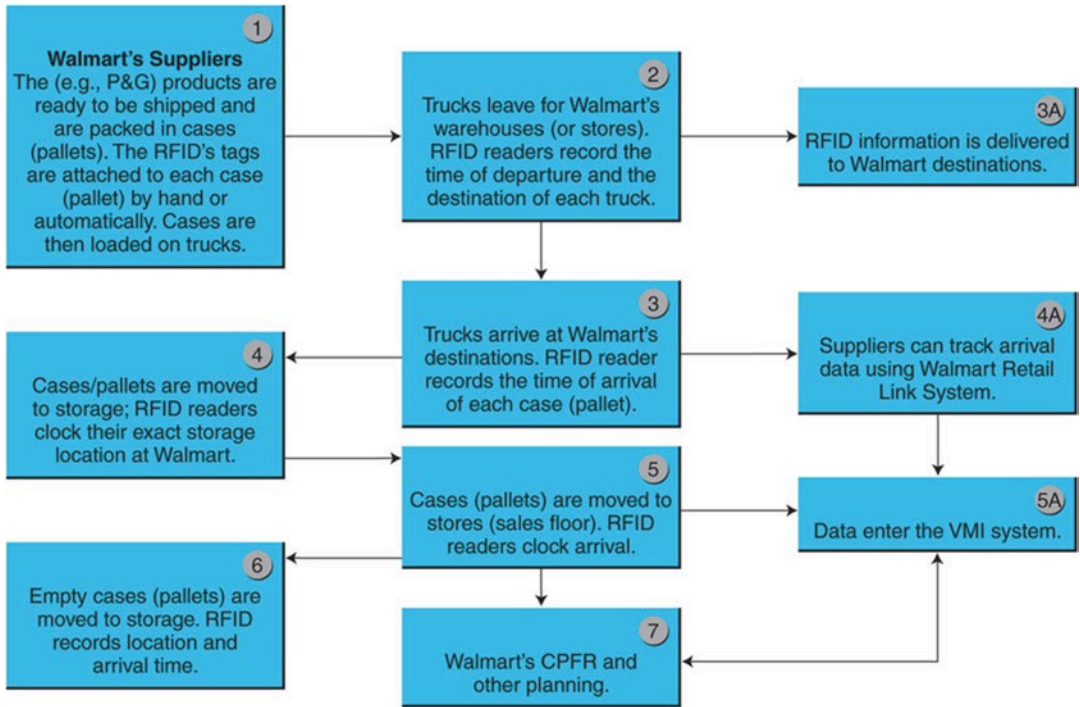 1
Walmart's Suppliers
The (e.g., P&G) products are
ready to be shipped and
are packed in cases
(pallets). The RFID's tags
are attached to each case
(pallet) by hand or
automatically. Cases are
then loaded on trucks.
2
Trucks leave for Walmart's
warehouses (or stores).
RFID readers record the
time of departure and the
destination of each truck.
3A
RFID information is delivered
to Walmart destinations.
3
Trucks arrive at Walmart's
destinations. RFID reader
records the time of arrival
of each case (pallet).
4A
Suppliers can track arrival
data using Walmart Retail
Link System.
4
Cases/pallets are moved
to storage; RFID readers
clock their exact storage
location at Walmart.
5
Cases (pallets) are moved to
stores (sales floor). RFID
readers clock arrival.
5A
Data enter the VMI system.
6
Empty cases (pallets) are
moved to storage. RFID
records location and
arrival time.
7
Walmart's CPFR and
other planning.